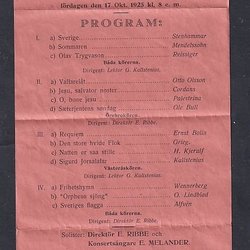 lördagen den 17 Okt. 1925 kl. 8 e. m.
PROGRAM:
I. a) Sverige Stenhammar
b) Sommaren Mendelssohn
c) Olav Trygvason Reissiger
Båda körerna.
Dirigent: Lektor G. Kallstenius.
II. a) Vallarelåt Otto Olsson
b) Jesu, salvator noster Cordans
c) O, bone jesu Palestrina
d) Sæterjentens søndag Ole Bull
Örebrokören.
Dirigent: Direktör E. Ribbe.
III. a) Requiem Ernst Bolis
b) Den store hvide Flok Grieg.
c) Natten er saa stille H. Kjerulf
d) Sigurd Jorsalafar Grieg.
Västeråskören.
Dirigent: Lektor G. Kallstenius.
IV. a) Frihetshymn Wennerberg
b) "Orpheus sjöng" O. Lindblad
c) Sveriges flagga Alfvén
Båda körerna.
Dirigent: Direktör E. Ribbe.
Solister: Direktör E. RIBBE och
Konsertsångare E. MELANDER.